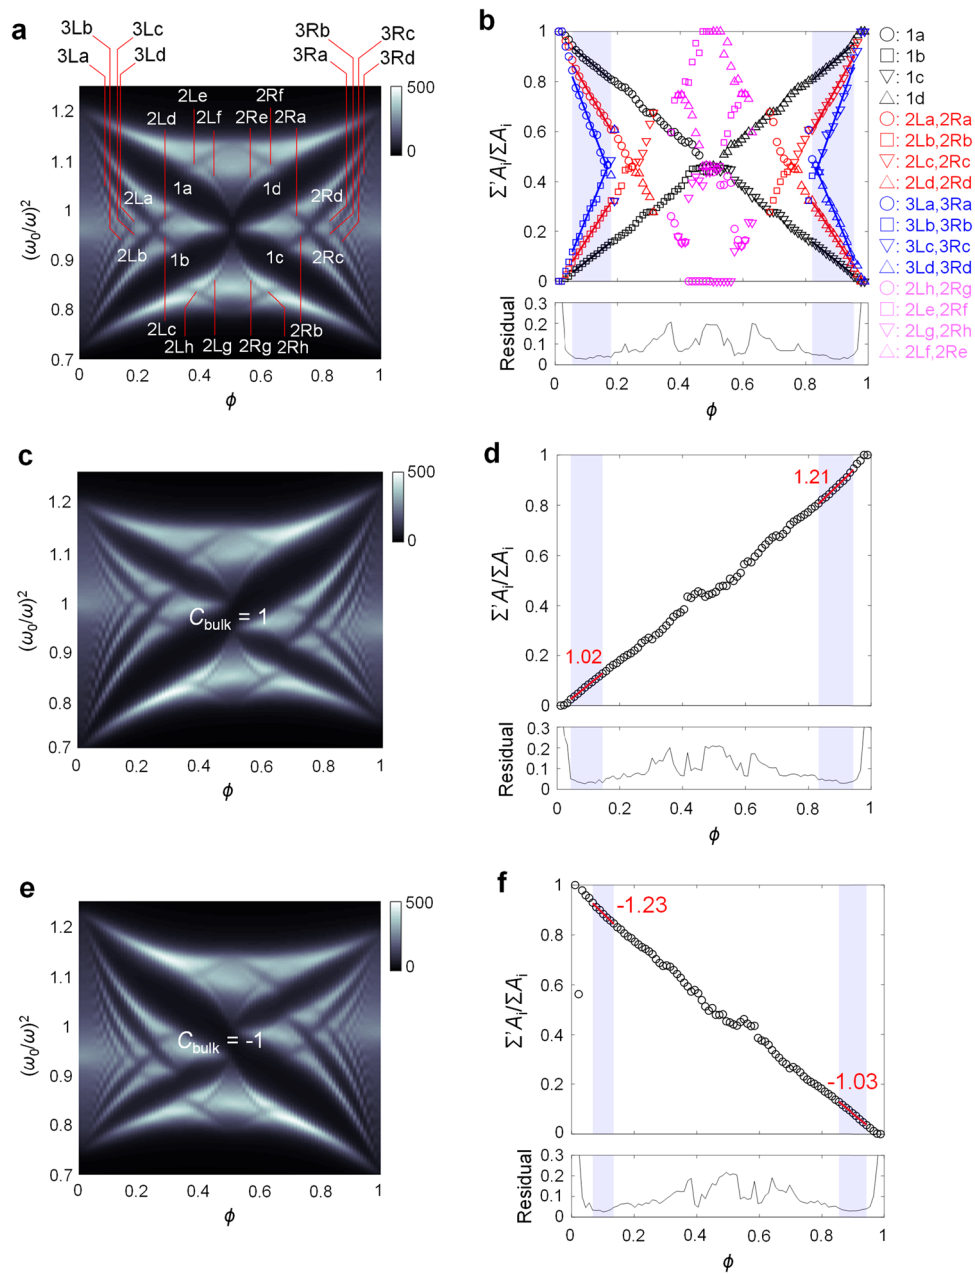 a
3Lb 3Lc
3La 3Ld
3Rb 3Rc
3Ra 3Rd
500
0
2Le 2Rf
2Ld 2Lf 2Re 2Ra
1a 1d
2La 2Rd
2Lb 1b 1c 2Rc
2Lc 2Rb
2Lh 2Lg 2Rg 2Rh
1.2
1.1
1
0.9
0.8
0.7
(ω₀/ω)²
0 0.2 0.4 0.6 0.8 1
ϕ
b
1
0.8
0.6
0.4
0.2
0
Σ'Aᵢ/ΣAᵢ
0.3
0.2
0.1
0
Residual
0 0.2 0.4 0.6 0.8 1
ϕ
○: 1a
□: 1b
▽: 1c
△: 1d
○: 2La,2Ra
□: 2Lb,2Rb
▽: 2Lc,2Rc
△: 2Ld,2Rd
○: 3La,3Ra
□: 3Lb,3Rb
▽: 3Lc,3Rc
△: 3Ld,3Rd
○: 2Lh,2Rg
□: 2Le,2Rf
▽: 2Lg,2Rh
△: 2Lf,2Re
c
500
0
1.2
1.1
1
0.9
0.8
0.7
(ω₀/ω)²
C_bulk = 1
0 0.2 0.4 0.6 0.8 1
ϕ
d
1
0.8
0.6
0.4
0.2
0
Σ'Aᵢ/ΣAᵢ
1.21
1.02
0.3
0.2
0.1
0
Residual
0 0.2 0.4 0.6 0.8 1
ϕ
e
500
0
1.2
1.1
1
0.9
0.8
0.7
(ω₀/ω)²
C_bulk = -1
0 0.2 0.4 0.6 0.8 1
ϕ
f
1
0.8
0.6
0.4
0.2
0
Σ'Aᵢ/ΣAᵢ
-1.23
-1.03
0.3
0.2
0.1
0
Residual
0 0.2 0.4 0.6 0.8 1
ϕ